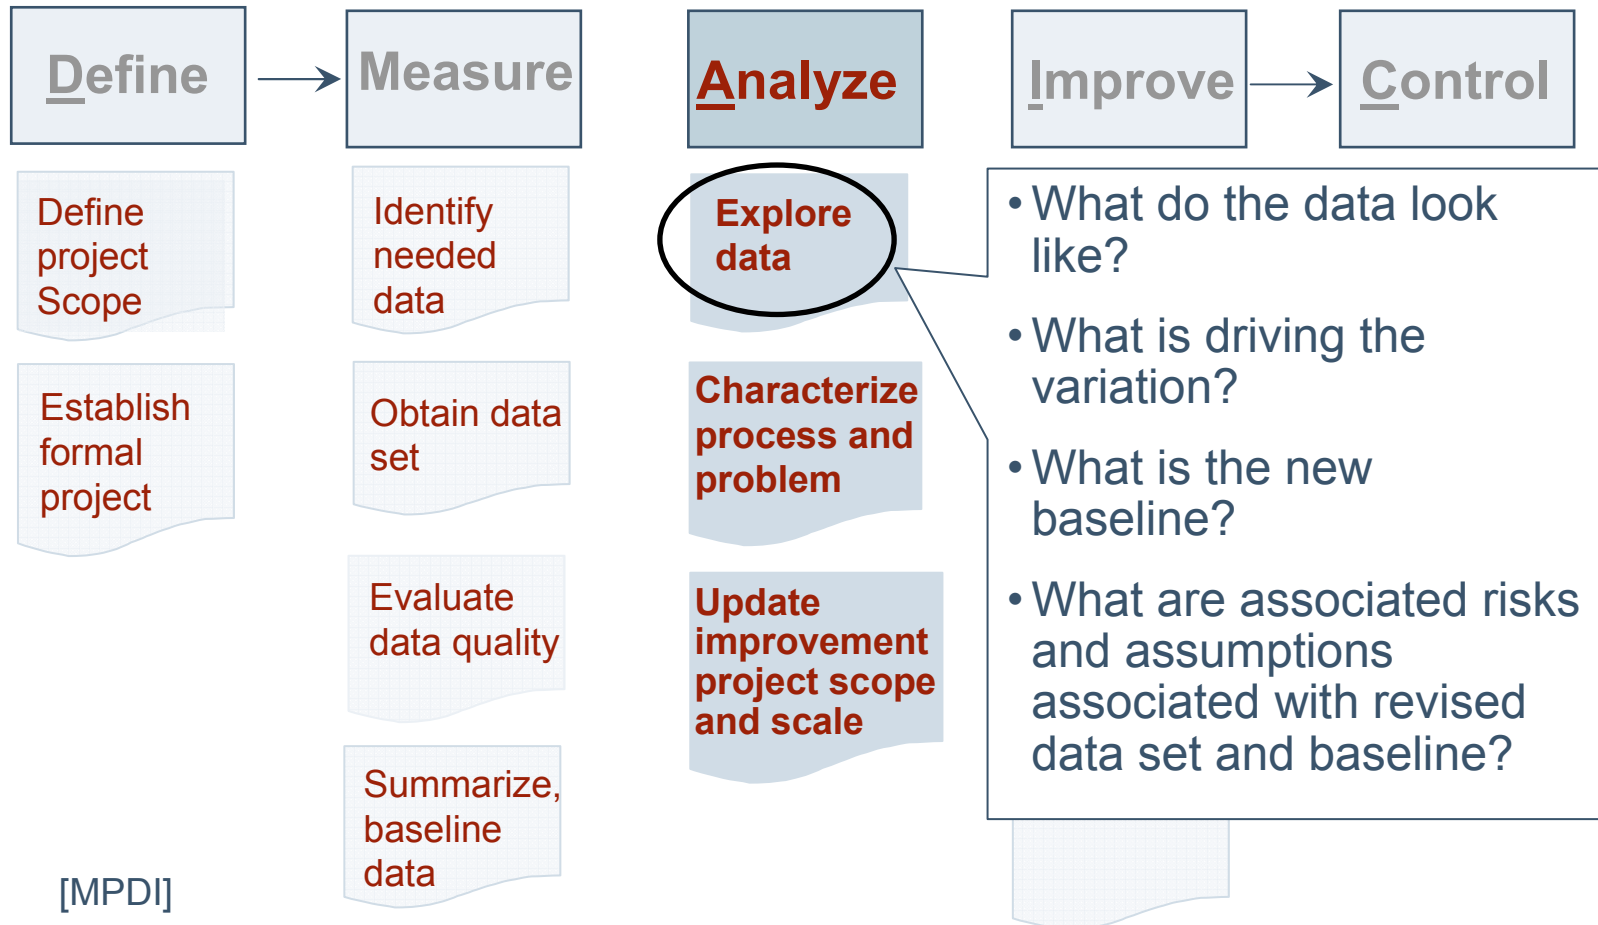 Define
Measure
Analyze
Improve
Control
Define
project
Scope
Establish
formal
project
Identify
needed
data
Obtain data
set
Evaluate
data quality
Summarize,
baseline
data
Explore
data
Characterize
process and
problem
Update
improvement
project scope
and scale
• What do the data look
like?
• What is driving the
variation?
• What is the new
baseline?
• What are associated risks
and assumptions
associated with revised
data set and baseline?
[MPDI]